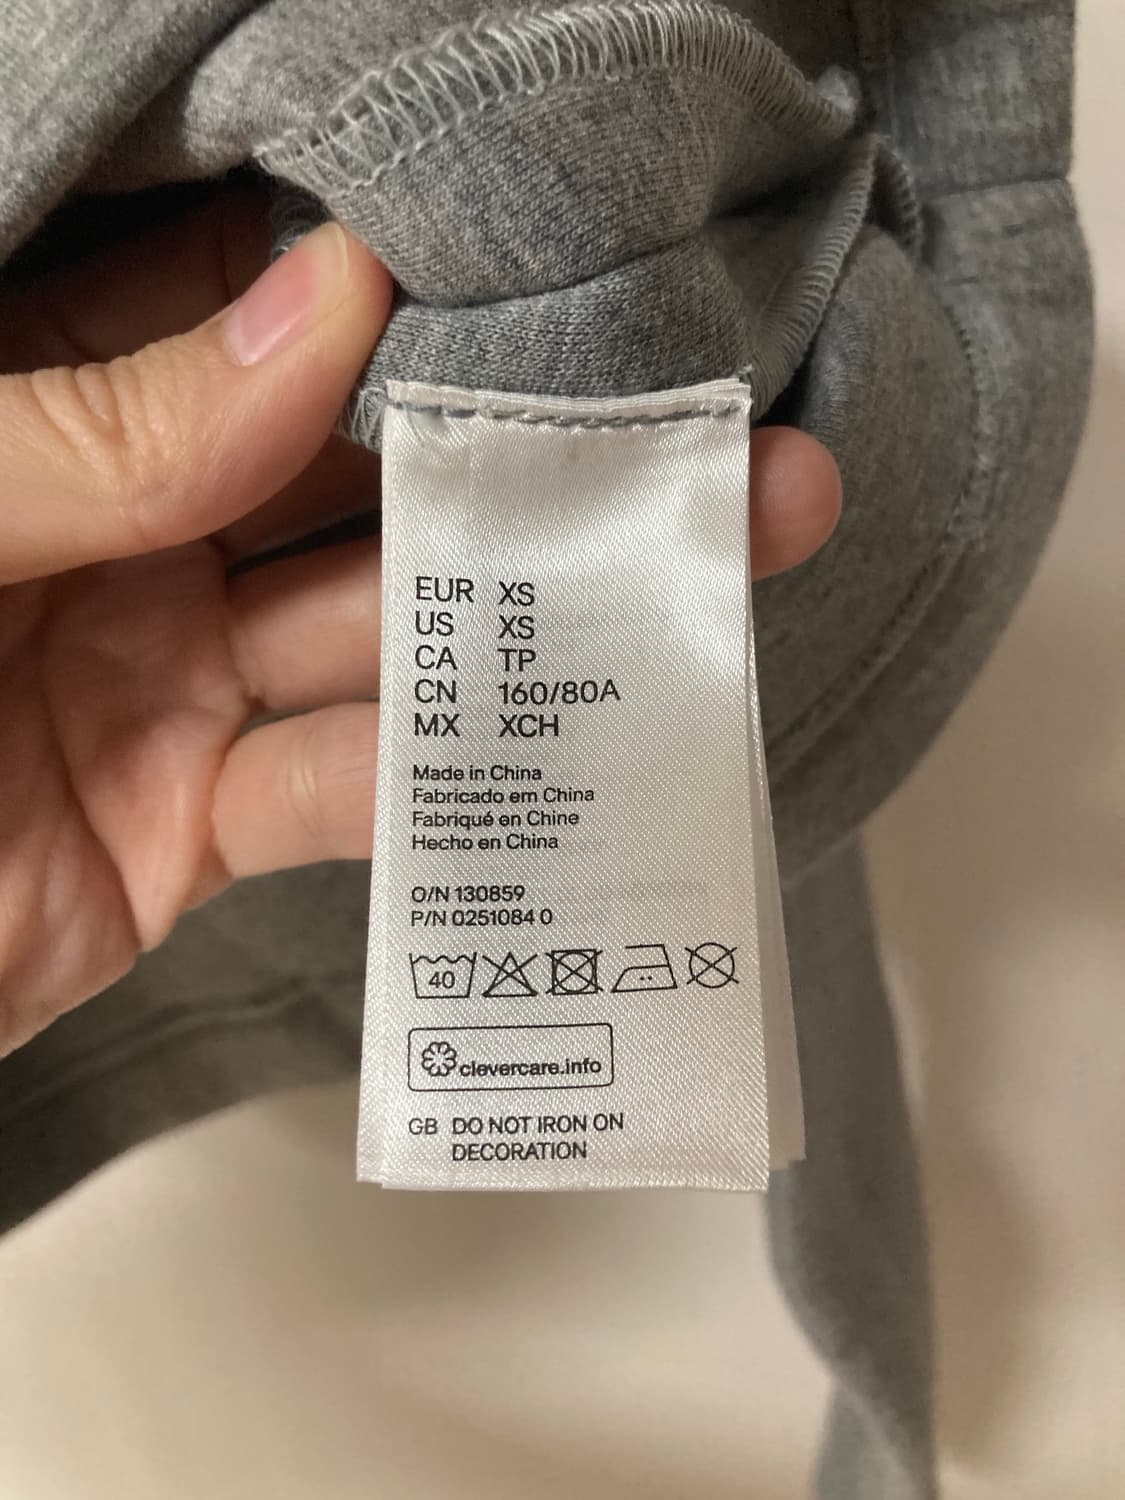 EUR XS
US XS
CA TP
CN 160/80A
MX XCH
Made in China
Fabricado em China
Fabriqué en Chine
Hecho en China
O/N 130859
P/N 0251084 0
40
clevercare.info
GB DO NOT IRON ON
DECORATION